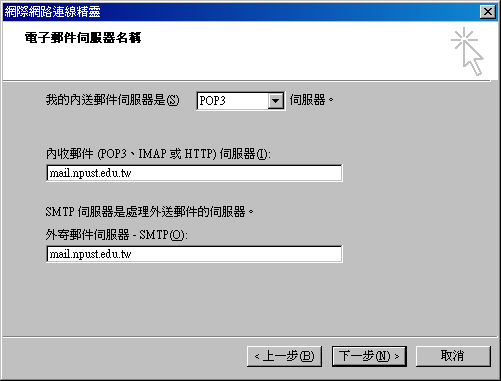 網際網路連線精靈
電子郵件伺服器名稱
我的內送郵件伺服器是(S) POP3 伺服器。
內收郵件 (POP3、IMAP 或 HTTP) 伺服器(I):
mail.npust.edu.tw
SMTP 伺服器是處理外送郵件的伺服器。
外寄郵件伺服器 - SMTP(O):
mail.npust.edu.tw
< 上一步(B) 下一步(N) > 取消